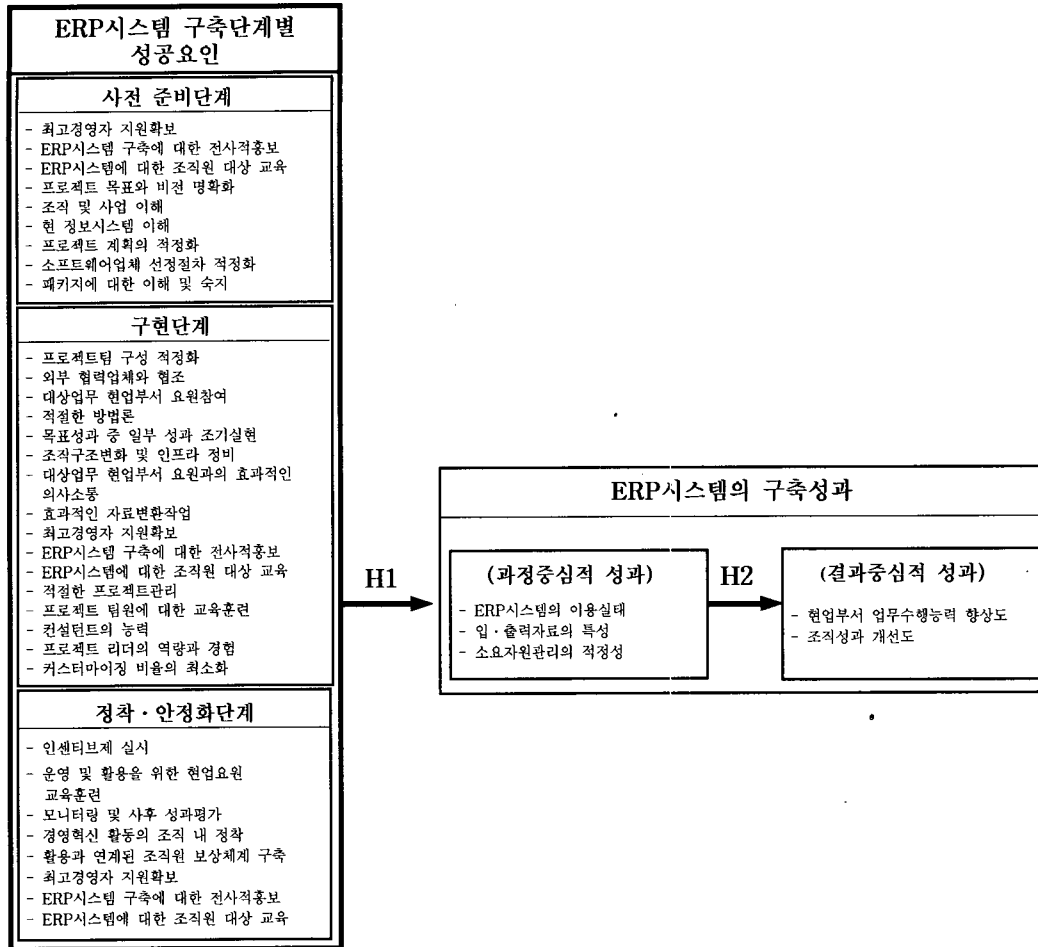 ERP시스템 구축단계별
성공요인
사전 준비단계
- 최고경영자 지원확보
- ERP시스템 구축에 대한 전사적홍보
- ERP시스템에 대한 조직원 대상 교육
- 프로젝트 목표와 비전 명확화
- 조직 및 사업 이해
- 현 정보시스템 이해
- 프로젝트 계획의 적정화
- 소프트웨어업체 선정절차 적정화
- 패키지에 대한 이해 및 숙지
구현단계
- 프로젝트팀 구성 적정화
- 외부 협력업체와 협조
- 대상업무 현업부서 요원참여
- 적절한 방법론
- 목표성과 중 일부 성과 조기실현
- 조직구조변화 및 인프라 정비
- 대상업무 현업부서 요원과의 효과적인
의사소통
- 효과적인 자료변환작업
- 최고경영자 지원확보
- ERP시스템 구축에 대한 전사적홍보
- ERP시스템에 대한 조직원 대상 교육
- 적절한 프로젝트관리
- 프로젝트 팀원에 대한 교육훈련
- 컨설턴트의 능력
- 프로젝트 리더의 역량과 경험
- 커스터마이징 비율의 최소화
정착·안정화단계
- 인센티브제 실시
- 운영 및 활용을 위한 현업요원
교육훈련
- 모니터링 및 사후 성과평가
- 경영혁신 활동의 조직 내 정착
- 활용과 연계된 조직원 보상체계 구축
- 최고경영자 지원확보
- ERP시스템 구축에 대한 전사적홍보
- ERP시스템에 대한 조직원 대상 교육
H1
ERP시스템의 구축성과
(과정중심적 성과)
- ERP시스템의 이용실태
- 입·출력자료의 특성
- 소요자원관리의 적정성
H2
(결과중심적 성과)
- 현업부서 업무수행능력 향상도
- 조직성과 개선도